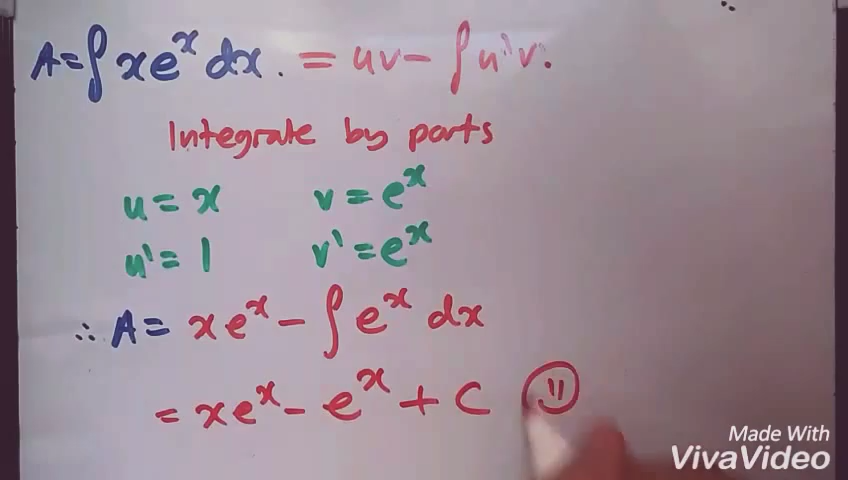 A = ∫ xe^x dx. = uv - ∫ u'v.
Integrate by parts
u = x v = e^x
u' = 1 v' = e^x
∴ A = xe^x - ∫ e^x dx
= xe^x - e^x + C
Made With
VivaVideo